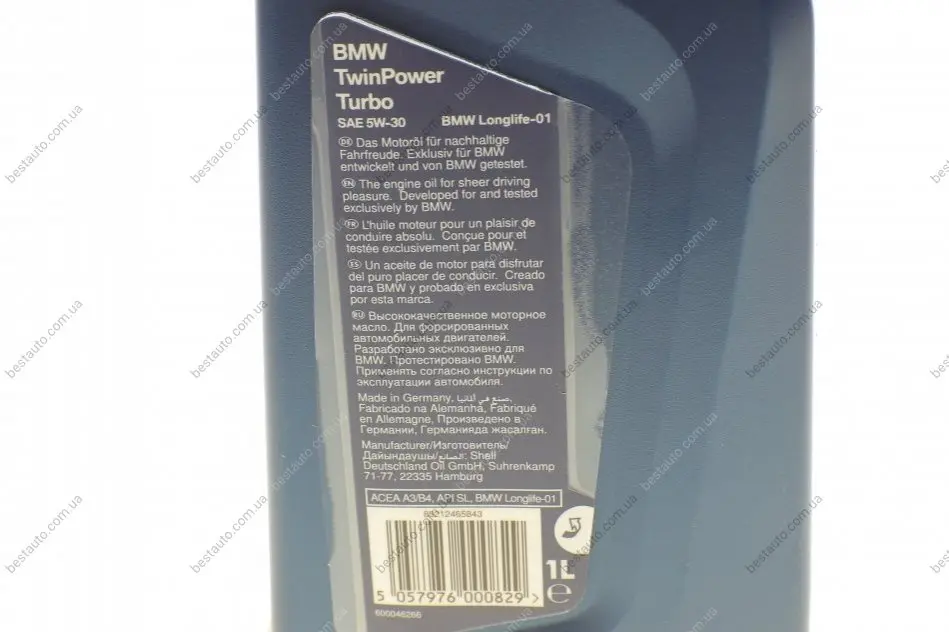 BMW
TwinPower
Turbo
SAE 5W-30 BMW Longlife-01
DE Das Motoröl für nachhaltige
Fahrfreude. Exklusiv für BMW
entwickelt und von BMW getestet.
EN The engine oil for sheer driving
pleasure. Developed for and tested
exclusively by BMW.
FR L'huile moteur pour un plaisir de
conduire absolu. Conçue pour et
testée exclusivement par BMW.
ES Un aceite de motor para disfrutar
del puro placer de conducir. Creado
para BMW y probado en exclusiva
por esta marca.
RU Высококачественное моторное
масло. Для форсированных
автомобильных двигателей.
Разработано эксклюзивно для
BMW. Протестировано BMW.
Применять согласно инструкции по
эксплуатации автомобиля.
Made in Germany, صنع في ألمانيا,
Fabricado na Alemanha, Fabriqué
en Allemagne, Произведено в
Германии, Германияда жасалған.
Manufacturer/Изготовитель/
Дайындаушы/الصانع: Shell
Deutschland Oil GmbH, Suhrenkamp
71-77, 22335 Hamburg
ACEA A3/B4, API SL, BMW Longlife-01
83212465843
5 057976 000829 >
1L
e
600046266
bestauto.com.ua